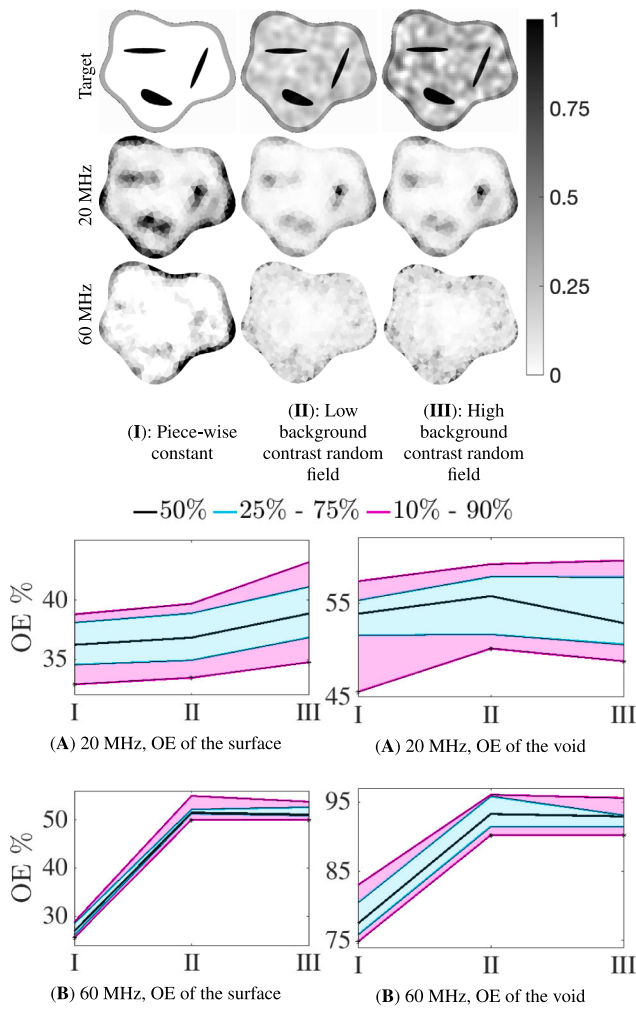 Target
1
0.75
0.5
0.25
0
20 MHz
60 MHz
(I): Piece-wise
constant
(II): Low
background
contrast random
field
(III): High
background
contrast random
field
50% 25% - 75% 10% - 90%
OE %
40
35
I II III
(A) 20 MHz, OE of the surface
55
45
I II III
(A) 20 MHz, OE of the void
OE %
50
40
30
I II III
(B) 60 MHz, OE of the surface
95
85
75
I II III
(B) 60 MHz, OE of the void